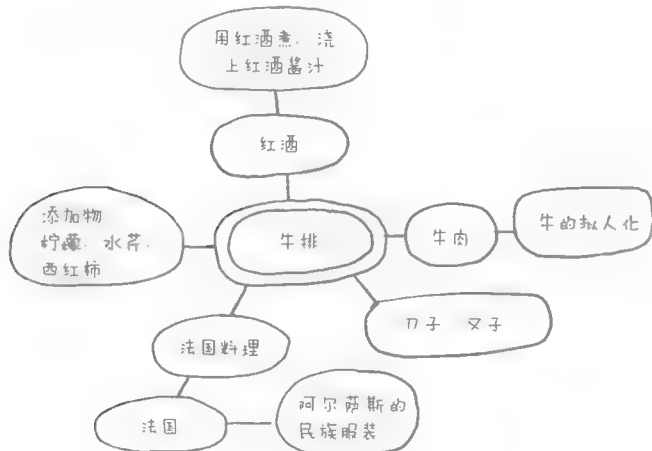 用红酒煮、浇
上红酒酱汁
红酒
添加物
柠檬、水芹、
西红柿
牛排
牛肉
牛的拟人化
刀子 叉子
法国料理
法国
阿尔萨斯的
民族服装